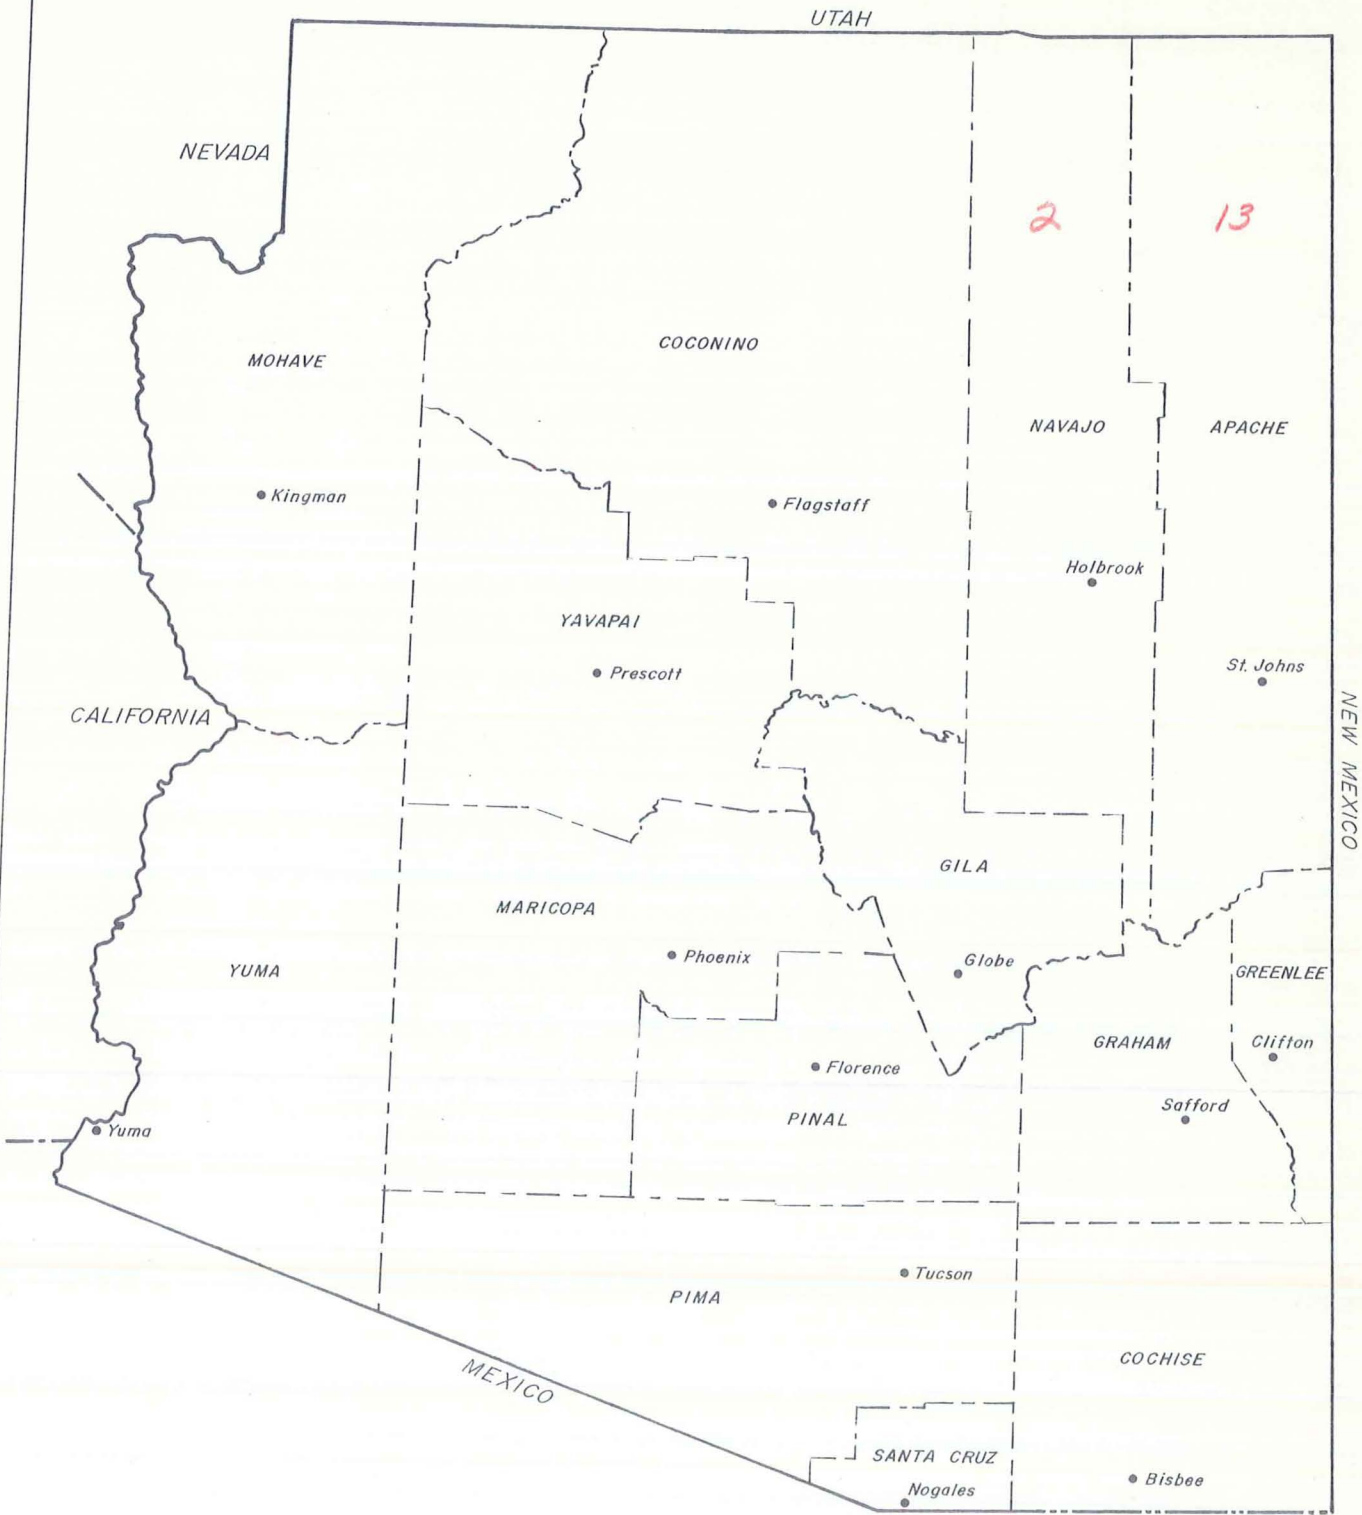 UTAH
NEVADA
2
13
COCONINO
MOHAVE
NAVAJO
APACHE
Kingman
Flagstaff
Holbrook
YAVAPAI
St. Johns
Prescott
CALIFORNIA
NEW MEXICO
GILA
MARICOPA
Phoenix
Globe
YUMA
GREENLEE
GRAHAM
Clifton
Florence
Safford
PINAL
Yuma
Tucson
PIMA
COCHISE
MEXICO
SANTA CRUZ
Bisbee
Nogales